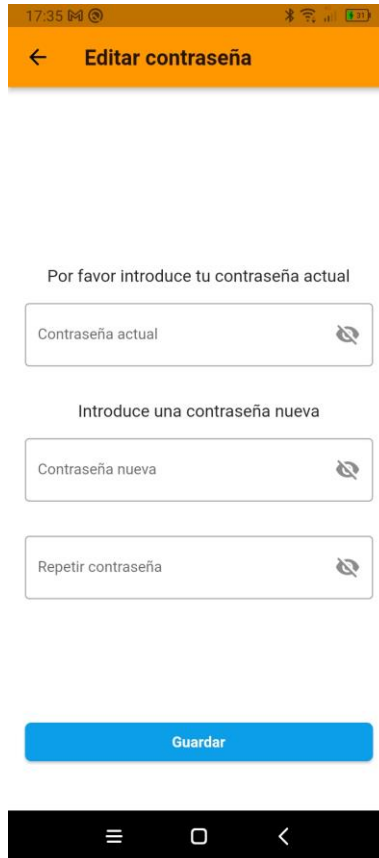 17:35
31
Editar contraseña
Por favor introduce tu contraseña actual
Contraseña actual
Introduce una contraseña nueva
Contraseña nueva
Repetir contraseña
Guardar